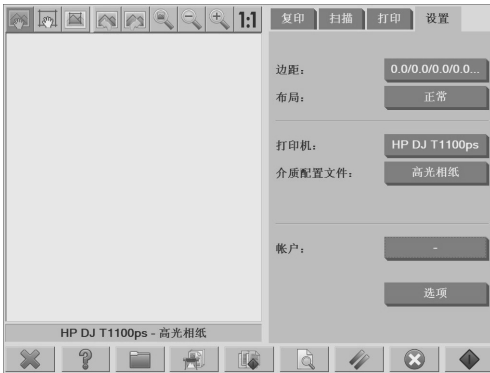 1:1
复印 扫描 打印 设置
边距： 0.0/0.0/0.0/0.0...
布局： 正常
打印机： HP DJ T1100ps
介质配置文件： 高光相纸
帐户： -
选项
HP DJ T1100ps - 高光相纸